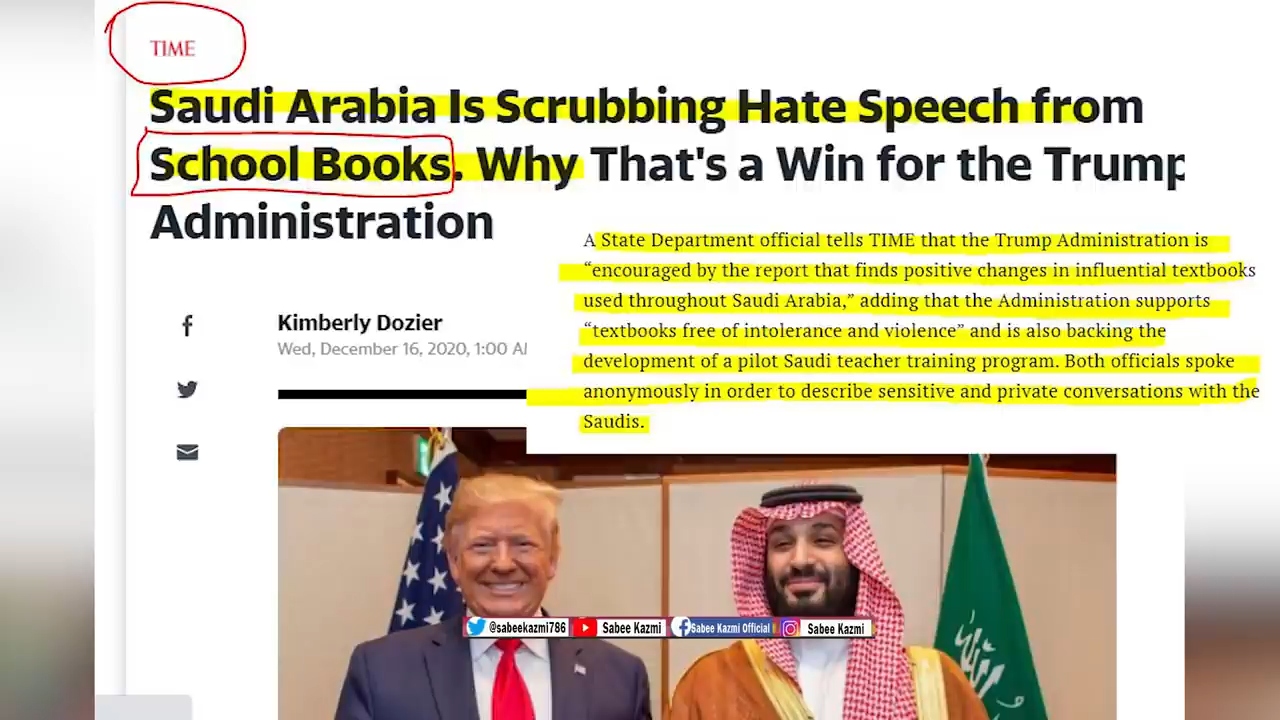 TIME
Saudi Arabia Is Scrubbing Hate Speech from
School Books. Why That's a Win for the Trump
Administration
A State Department official tells TIME that the Trump Administration is
“encouraged by the report that finds positive changes in influential textbooks
used throughout Saudi Arabia,” adding that the Administration supports
“textbooks free of intolerance and violence” and is also backing the
development of a pilot Saudi teacher training program. Both officials spoke
anonymously in order to describe sensitive and private conversations with the
Saudis.
Kimberly Dozier
Wed, December 16, 2020, 1:00 AM
@sabeekazmi786 Sabee Kazmi Sabee Kazmi Official Sabee Kazmi